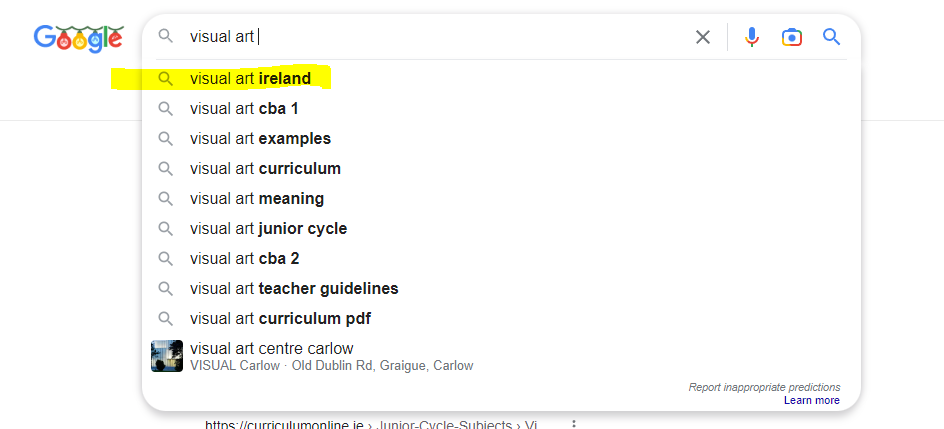 Google
visual art
visual art ireland
visual art cba 1
visual art examples
visual art curriculum
visual art meaning
visual art junior cycle
visual art cba 2
visual art teacher guidelines
visual art curriculum pdf
visual art centre carlow
VISUAL Carlow · Old Dublin Rd, Graigue, Carlow
Report inappropriate predictions
Learn more
https://curriculumonline.ie › Junior-Cycle-Subjects › Vi...